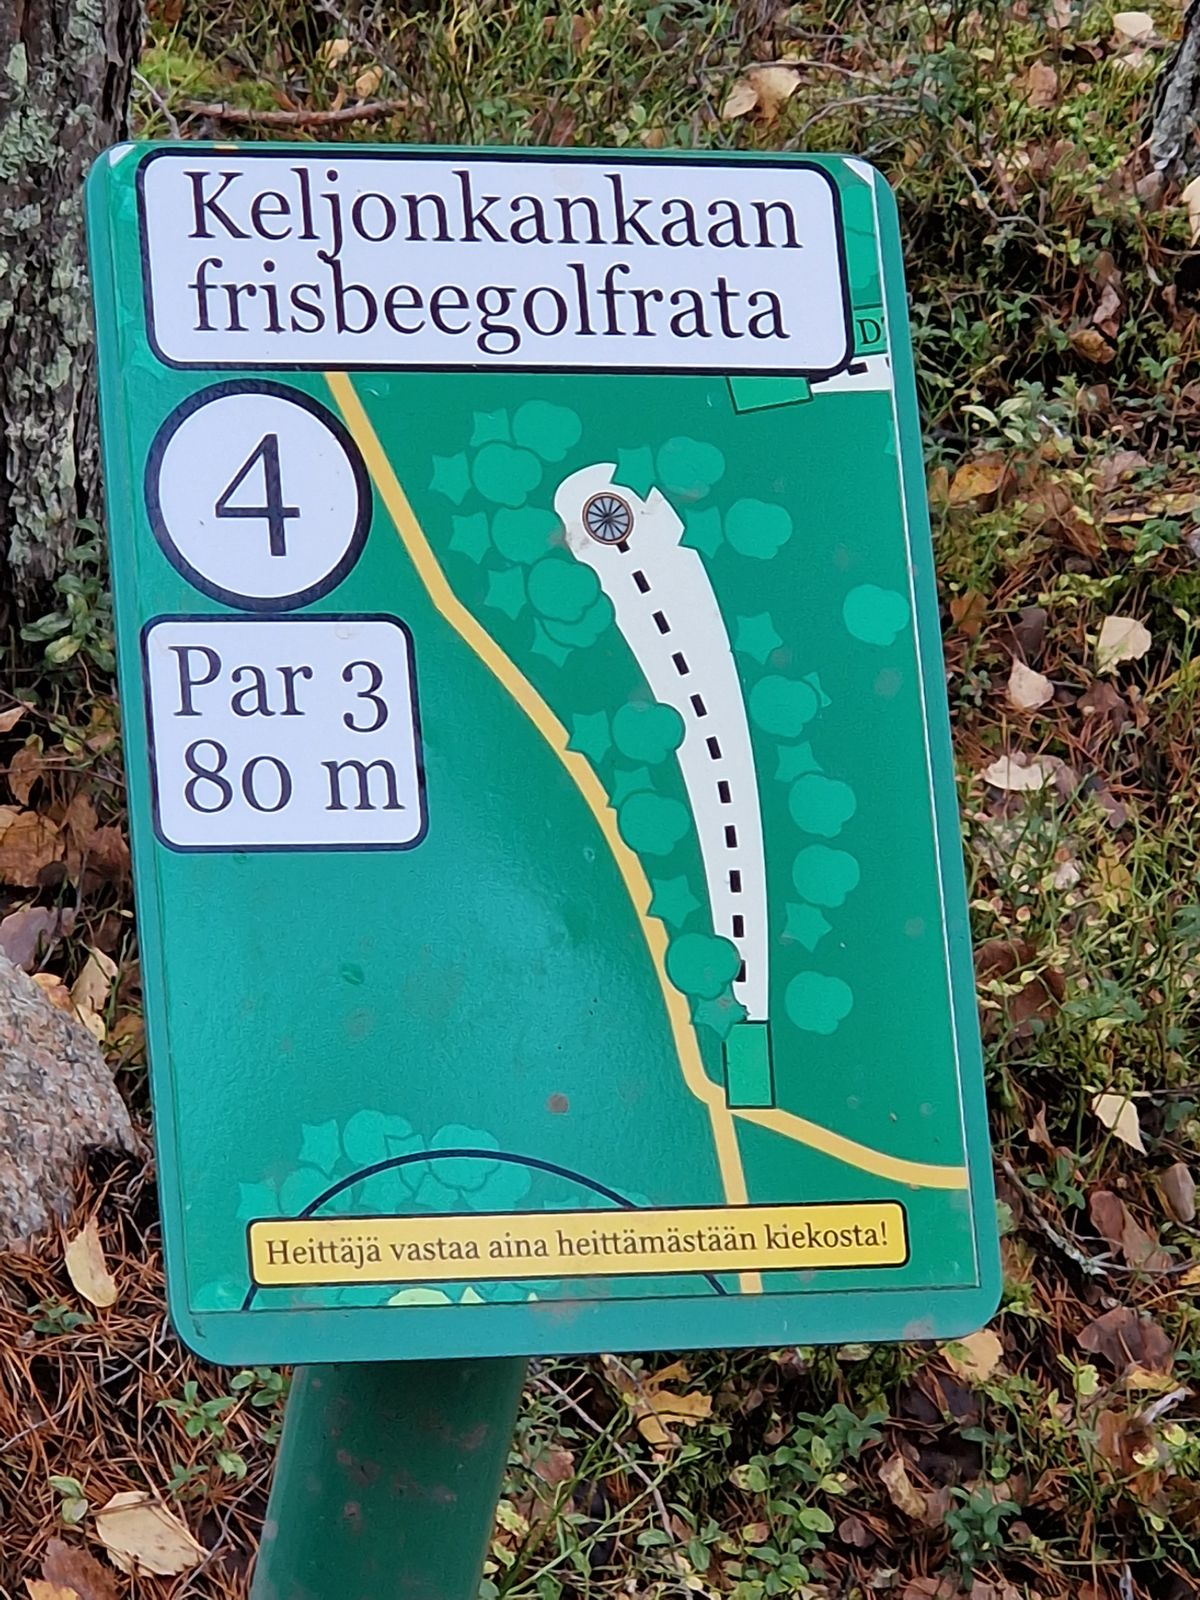 Keljonkankaan
frisbeegolfrata
4
Par 3
80 m
Heittäjä vastaa aina heittämästään kiekosta!